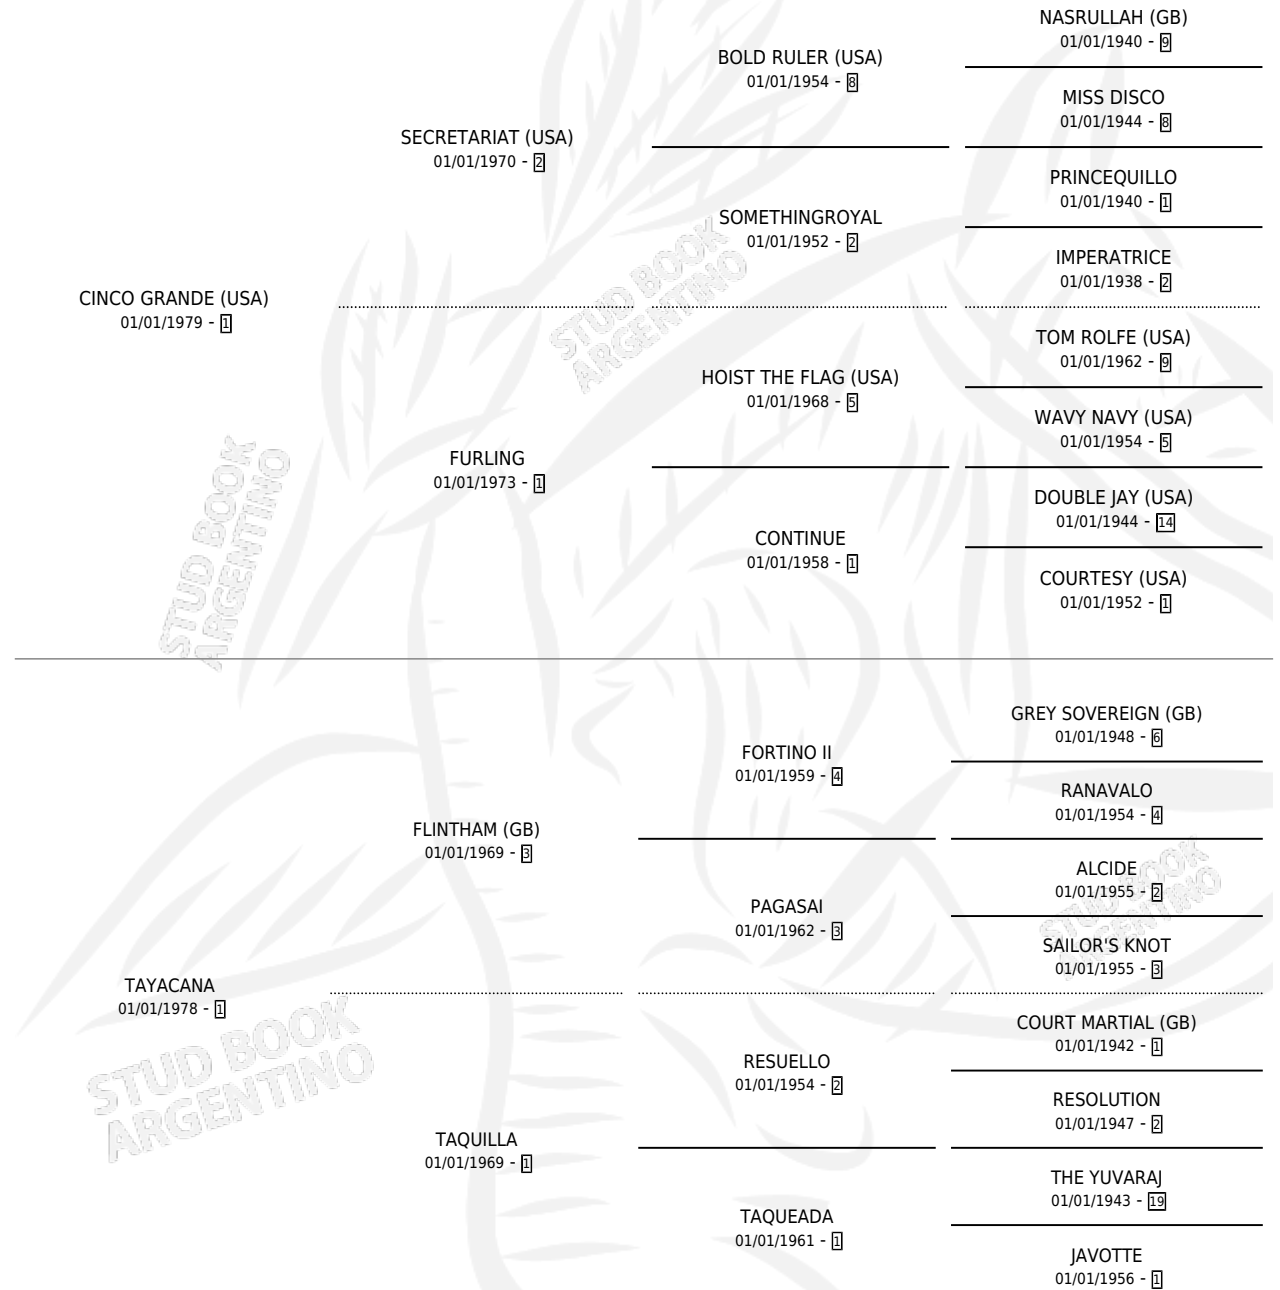 NASRULLAH (GB)
01/01/1940 - 9
BOLD RULER (USA)
01/01/1954 - 8
MISS DISCO
01/01/1944 - 8
SECRETARIAT (USA)
01/01/1970 - 2
PRINCEQUILLO
01/01/1940 - 1
SOMETHINGROYAL
01/01/1952 - 2
IMPERATRICE
01/01/1938 - 2
CINCO GRANDE (USA)
01/01/1979 - 1
TOM ROLFE (USA)
01/01/1962 - 9
HOIST THE FLAG (USA)
01/01/1968 - 5
WAVY NAVY (USA)
01/01/1954 - 5
FURLING
01/01/1973 - 1
DOUBLE JAY (USA)
01/01/1944 - 14
CONTINUE
01/01/1958 - 1
COURTESY (USA)
01/01/1952 - 1
STUD BOOK
ARGENTINO
STUD BOOK
ARGENTINO
GREY SOVEREIGN (GB)
01/01/1948 - 6
FORTINO II
01/01/1959 - 4
RANAVALO
01/01/1954 - 4
FLINTHAM (GB)
01/01/1969 - 3
ALCIDE
01/01/1955 - 2
PAGASAI
01/01/1962 - 3
SAILOR'S KNOT
01/01/1955 - 3
TAYACANA
01/01/1978 - 1
COURT MARTIAL (GB)
01/01/1942 - 1
RESUELLO
01/01/1954 - 2
RESOLUTION
01/01/1947 - 2
TAQUILLA
01/01/1969 - 1
THE YUVARAJ
01/01/1943 - 19
TAQUEADA
01/01/1961 - 1
JAVOTTE
01/01/1956 - 1
STUD BOOK
ARGENTINO
STUD BOOK
ARGENTINO